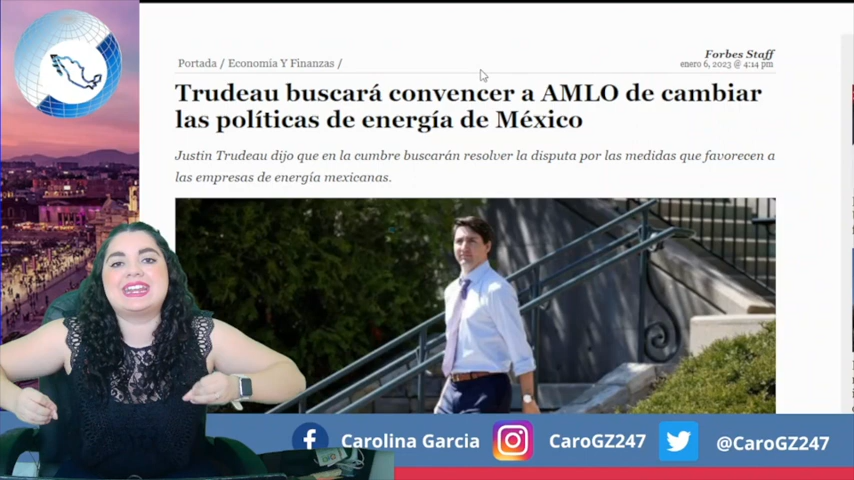 Forbes Staff
Portada / Economía Y Finanzas /
enero 6, 2023 @ 4:14 pm
Trudeau buscará convencer a AMLO de cambiar
las políticas de energía de México
Justin Trudeau dijo que en la cumbre buscarán resolver la disputa por las medidas que favorecen a
las empresas de energía mexicanas.
Carolina Garcia
CaroGZ247
@CaroGZ247